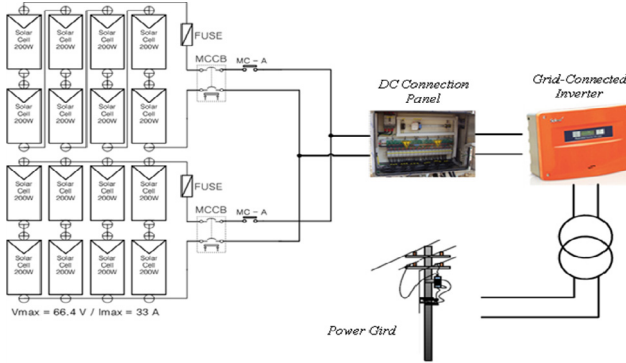 Solar Cell 200W Solar Cell 200W Solar Cell 200W Solar Cell 200W
FUSE
MCCB MC – A
Solar Cell 200W Solar Cell 200W Solar Cell 200W Solar Cell 200W
DC Connection
Panel
Grid-Connected
Inverter
Solar Cell 200W Solar Cell 200W Solar Cell 200W Solar Cell 200W
FUSE
MCCB MC – A
Solar Cell 200W Solar Cell 200W Solar Cell 200W Solar Cell 200W
Vmax = 66.4 V / Imax = 33 A
Power Gird